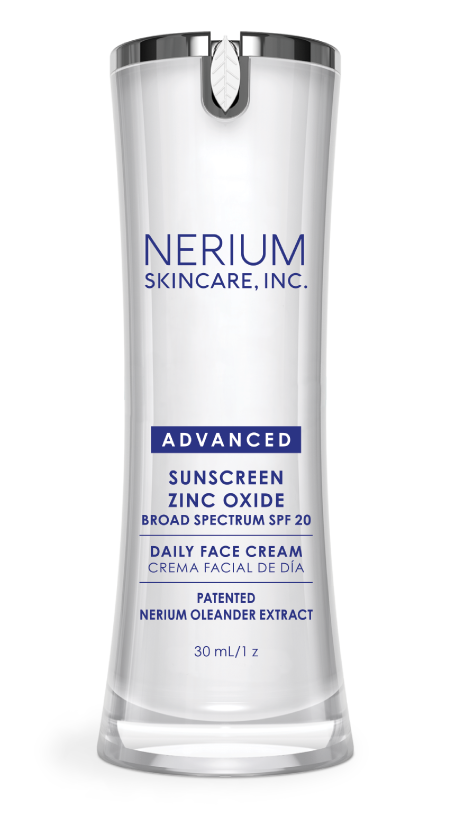 NERIUM
SKINCARE, INC.
ADVANCED
SUNSCREEN
ZINC OXIDE
BROAD SPECTRUM SPF 20
DAILY FACE CREAM
CREMA FACIAL DE DÍA
PATENTED
NERIUM OLEANDER EXTRACT
30 mL/1 z